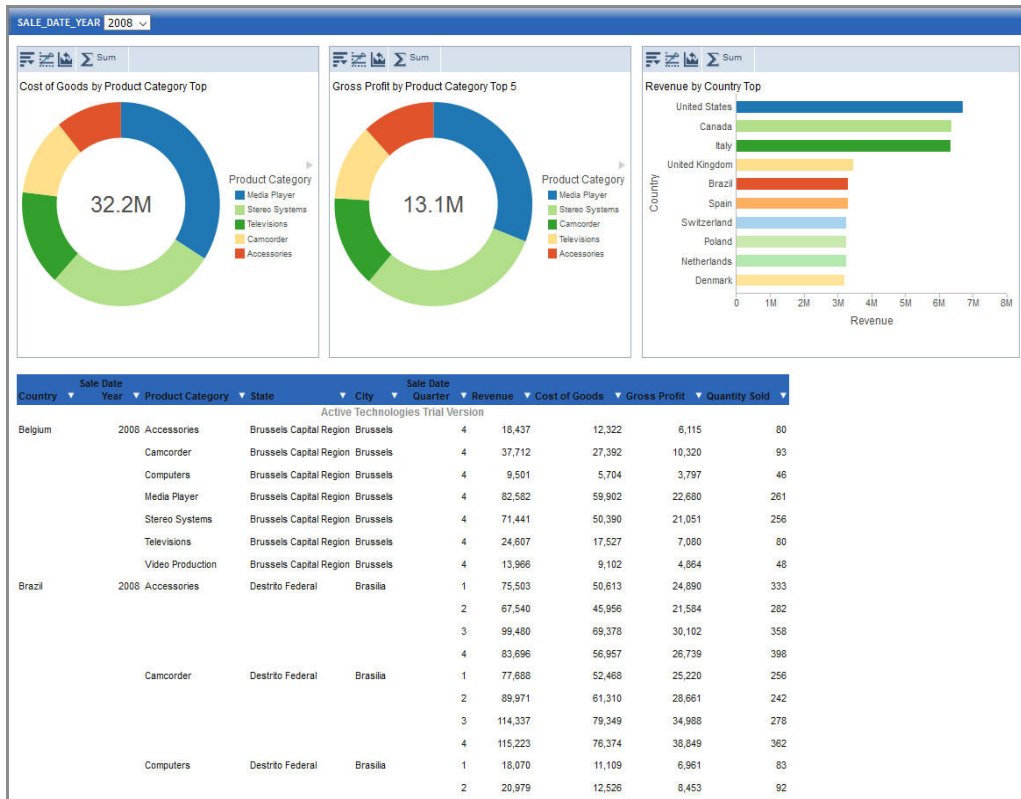 SALE_DATE_YEAR 2008
Sum
Cost of Goods by Product Category Top
32.2M
Product Category
Media Player
Stereo Systems
Televisions
Camcorder
Accessories
Sum
Gross Profit by Product Category Top 5
13.1M
Product Category
Media Player
Stereo Systems
Camcorder
Televisions
Accessories
Sum
Revenue by Country Top
Country
United States
Canada
Italy
United Kingdom
Brazil
Spain
Switzerland
Poland
Netherlands
Denmark
0 1M 2M 3M 4M 5M 6M 7M 8M
Revenue
Country Sale Date Year Product Category State City Sale Date Quarter Revenue Cost of Goods Gross Profit Quantity Sold
Active Technologies Trial Version
Belgium 2008 Accessories Brussels Capital Region Brussels 4 18,437 12,322 6,115 80
Camcorder Brussels Capital Region Brussels 4 37,712 27,392 10,320 93
Computers Brussels Capital Region Brussels 4 9,501 5,704 3,797 46
Media Player Brussels Capital Region Brussels 4 82,582 59,902 22,680 261
Stereo Systems Brussels Capital Region Brussels 4 71,441 50,390 21,051 256
Televisions Brussels Capital Region Brussels 4 24,607 17,527 7,080 80
Video Production Brussels Capital Region Brussels 4 13,966 9,102 4,864 48
Brazil 2008 Accessories Destrito Federal Brasilia 1 75,503 50,613 24,890 333
2 67,540 45,956 21,584 282
3 99,480 69,378 30,102 358
4 83,696 56,957 26,739 398
Camcorder Destrito Federal Brasilia 1 77,688 52,468 25,220 256
2 89,971 61,310 28,661 242
3 114,337 79,349 34,988 278
4 115,223 76,374 38,849 362
Computers Destrito Federal Brasilia 1 18,070 11,109 6,961 83
2 20,979 12,526 8,453 92